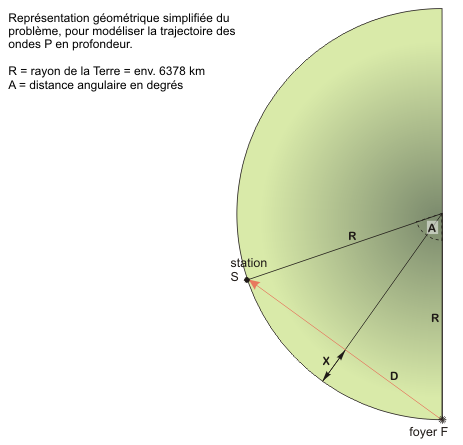 Représentation géométrique simplifiée du
problème, pour modéliser la trajectoire des
ondes P en profondeur.
R = rayon de la Terre = env. 6378 km
A = distance angulaire en degrés
A
R
station
S
R
X
D
foyer F